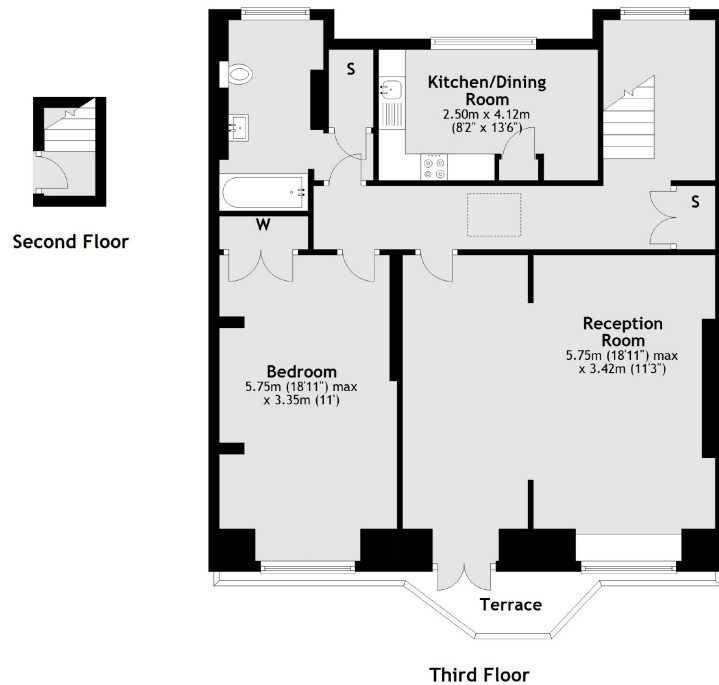 S
Kitchen/Dining
Room
2.50m x 4.12m
(8'2" x 13'6")
S
Second Floor
W
Bedroom
5.75m (18'11") max
x 3.35m (11')
Reception
Room
5.75m (18'11") max
x 3.42m (11'3")
Terrace
Third Floor